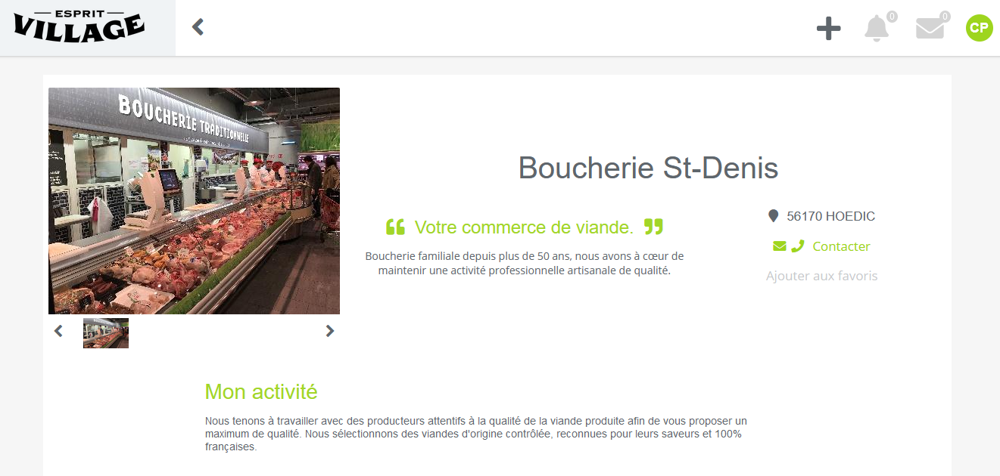 ESPRIT
VILLAGE
0
0
CP
BOUCHERIE TRADITIONNELLE
Boucherie St-Denis
Votre commerce de viande.
56170 HOEDIC
Boucherie familiale depuis plus de 50 ans, nous avons à cœur de
maintenir une activité professionnelle artisanale de qualité.
Contacter
Ajouter aux favoris
Mon activité
Nous tenons à travailler avec des producteurs attentifs à la qualité de la viande produite afin de vous proposer un
maximum de qualité. Nous sélectionnons des viandes d'origine contrôlée, reconnues pour leurs saveurs et 100%
françaises.